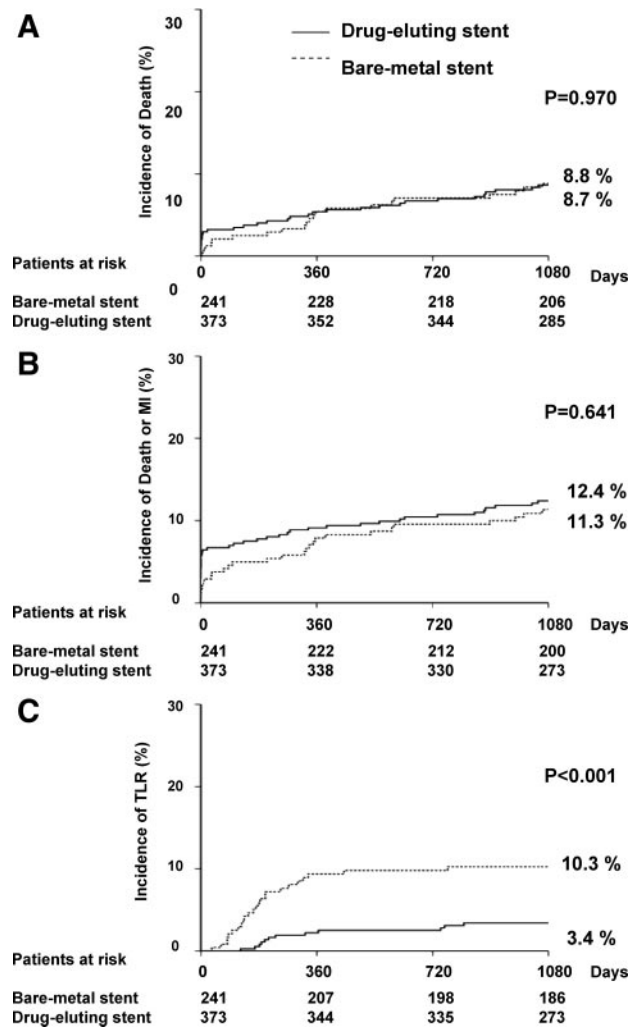 A
Incidence of Death (%)
30
20
10
0
Drug-eluting stent
Bare-metal stent
P=0.970
8.8 %
8.7 %
Patients at risk
0 360 720 1080 Days
Bare-metal stent 241 228 218 206
Drug-eluting stent 373 352 344 285
B
Incidence of Death or MI (%)
30
20
10
0
P=0.641
12.4 %
11.3 %
Patients at risk
0 360 720 1080 Days
Bare-metal stent 241 222 212 200
Drug-eluting stent 373 338 330 273
C
Incidence of TLR (%)
30
20
10
0
P<0.001
10.3 %
3.4 %
Patients at risk
0 360 720 1080 Days
Bare-metal stent 241 207 198 186
Drug-eluting stent 373 344 335 273